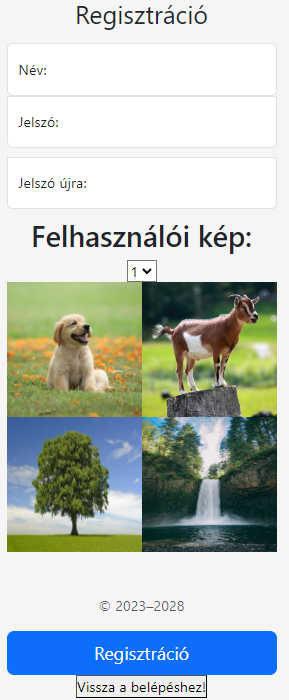 Regisztráció
Név:
Jelszó:
Jelszó újra:
Felhasználói kép:
1
© 2023–2028
Regisztráció
Vissza a belépéshez!